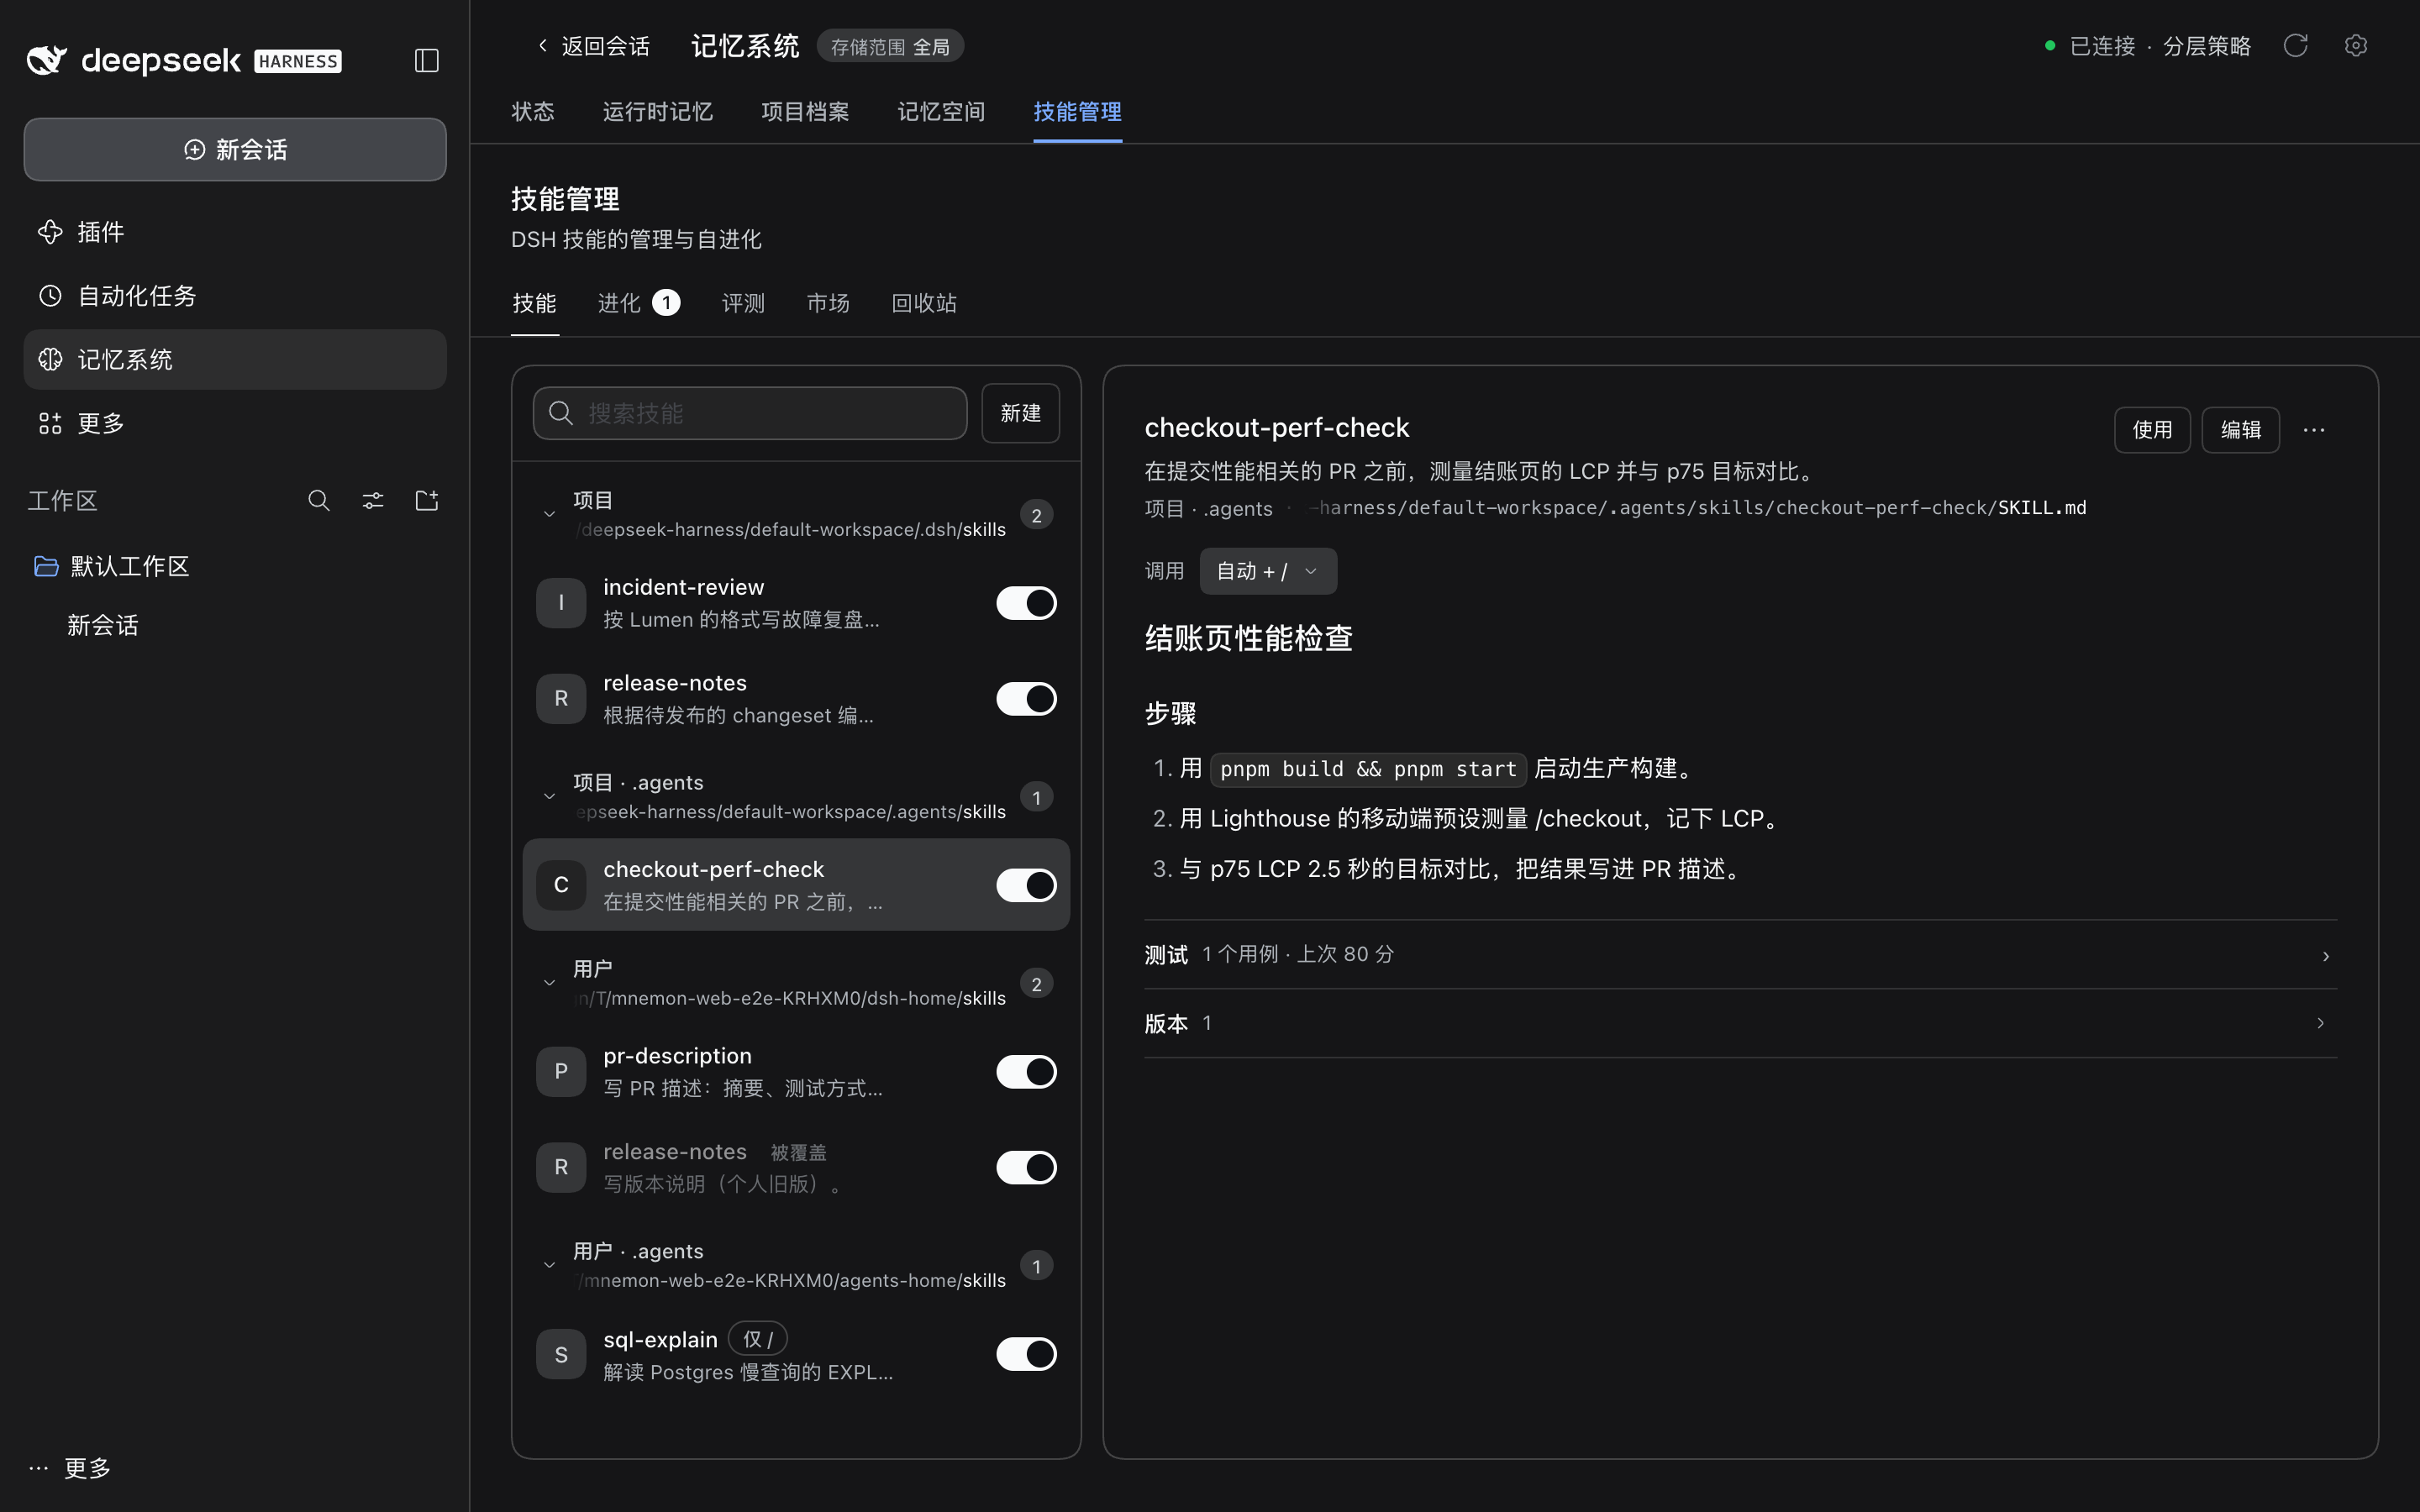 deepseek HARNESS
新会话
插件
自动化任务
记忆系统
更多
工作区
默认工作区
新会话
更多
返回会话 记忆系统 存储范围 全局
已连接 · 分层策略
状态 运行时记忆 项目档案 记忆空间 技能管理
技能管理
DSH 技能的管理与自进化
技能 进化 1 评测 市场 回收站
搜索技能 新建
项目
/deepseek-harness/default-workspace/.dsh/skills
2
I
incident-review
按 Lumen 的格式写故障复盘...
R
release-notes
根据待发布的 changeset 编...
项目 · .agents
epseek-harness/default-workspace/.agents/skills
1
C
checkout-perf-check
在提交性能相关的 PR 之前，...
用户
n/T/mnemon-web-e2e-KRHXM0/dsh-home/skills
2
P
pr-description
写 PR 描述：摘要、测试方式...
R
release-notes 被覆盖
写版本说明（个人旧版）。
用户 · .agents
/mnemon-web-e2e-KRHXM0/agents-home/skills
1
S
sql-explain 仅 /
解读 Postgres 慢查询的 EXPL...
checkout-perf-check
使用 编辑 ...
在提交性能相关的 PR 之前，测量结账页的 LCP 并与 p75 目标对比。
项目 · .agents · -harness/default-workspace/.agents/skills/checkout-perf-check/SKILL.md
调用 自动 + /
结账页性能检查
步骤
1. 用 pnpm build && pnpm start 启动生产构建。
2. 用 Lighthouse 的移动端预设测量 /checkout，记下 LCP。
3. 与 p75 LCP 2.5 秒的目标对比，把结果写进 PR 描述。
测试 1 个用例 · 上次 80 分
版本 1